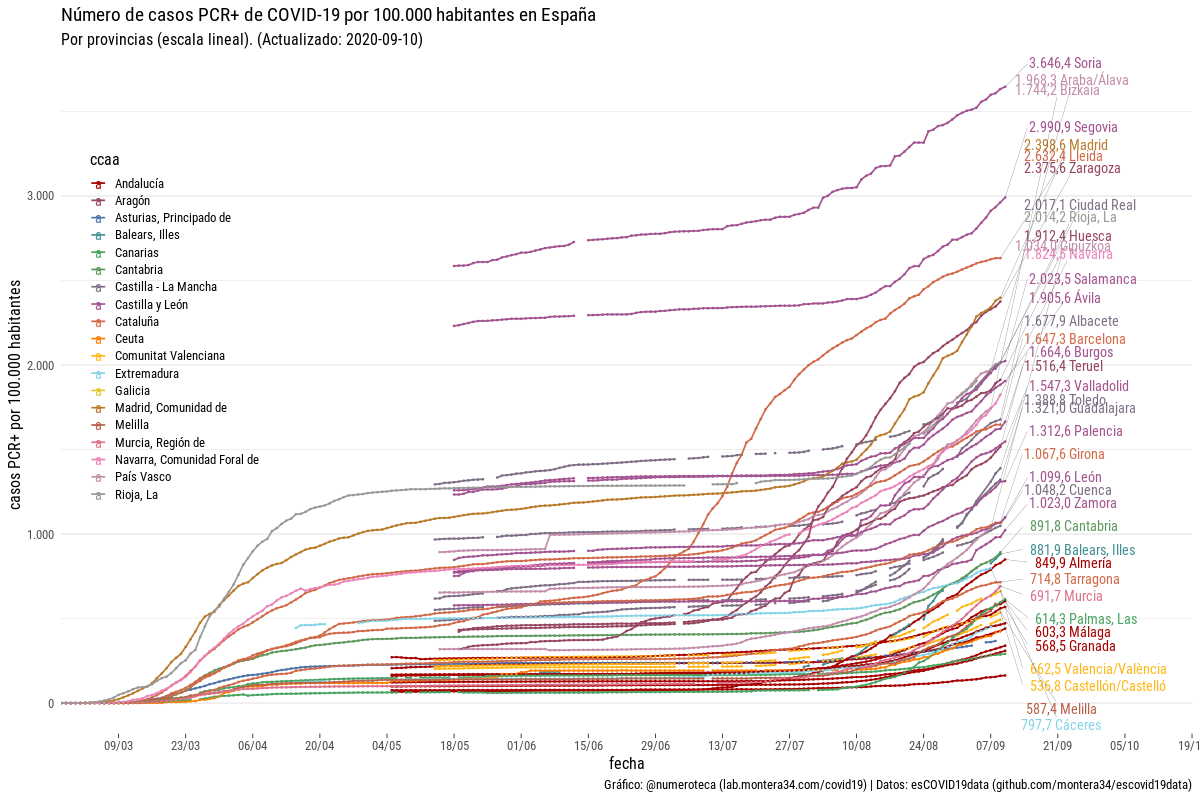 Número de casos PCR+ de COVID-19 por 100.000 habitantes en España
Por provincias (escala lineal). (Actualizado: 2020-09-10)
casos PCR+ por 100.000 habitantes
3.000
2.000
1.000
0
ccaa
Andalucía
Aragón
Asturias, Principado de
Balears, Illes
Canarias
Cantabria
Castilla - La Mancha
Castilla y León
Cataluña
Ceuta
Comunitat Valenciana
Extremadura
Galicia
Madrid, Comunidad de
Melilla
Murcia, Región de
Navarra, Comunidad Foral de
País Vasco
Rioja, La
3.646,4 Soria
1.968,3 Araba/Álava
1.744,2 Bizkaia
2.990,9 Segovia
2.398,6 Madrid
2.632,4 Lleida
2.375,6 Zaragoza
2.017,1 Ciudad Real
2.014,2 Rioja, La
1.912,4 Huesca
1.034,0 Gipuzkoa
1.824,5 Navarra
2.023,5 Salamanca
1.905,6 Ávila
1.677,9 Albacete
1.647,3 Barcelona
1.664,6 Burgos
1.516,4 Teruel
1.547,3 Valladolid
1.388,8 Toledo
1.321,0 Guadalajara
1.312,6 Palencia
1.067,6 Girona
1.099,6 León
1.048,2 Cuenca
1.023,0 Zamora
891,8 Cantabria
881,9 Balears, Illes
849,9 Almería
714,8 Tarragona
691,7 Murcia
614,3 Palmas, Las
603,3 Málaga
568,5 Granada
662,5 Valencia/València
536,8 Castellón/Castelló
587,4 Melilla
797,7 Cáceres
09/03 23/03 06/04 20/04 04/05 18/05 01/06 15/06 29/06 13/07 27/07 10/08 24/08 07/09 21/09 05/10 19/1
fecha
Gráfico: @numeroteca (lab.montera34.com/covid19) | Datos: esCOVID19data (github.com/montera34/escovid19data)